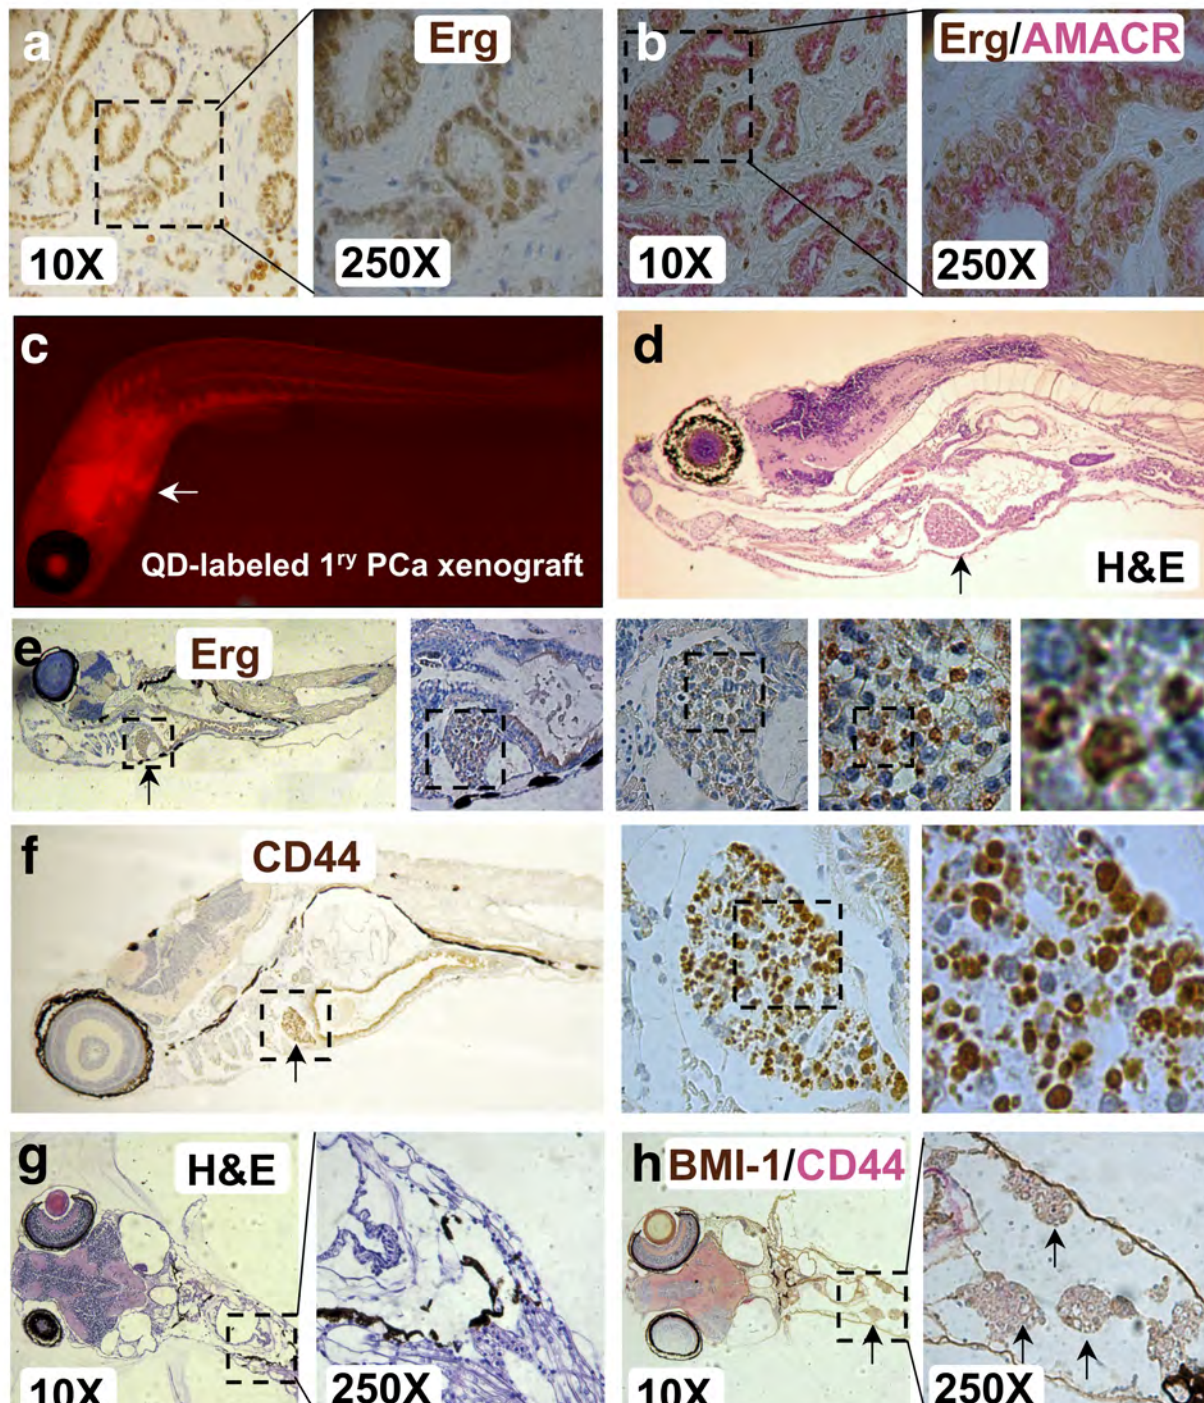 a
Erg
10X
250X
b
Erg/AMACR
10X
250X
c
QD-labeled 1ry PCa xenograft
d
H&E
e
Erg
f
CD44
g
H&E
10X
250X
h
BMI-1/CD44
10X
250X